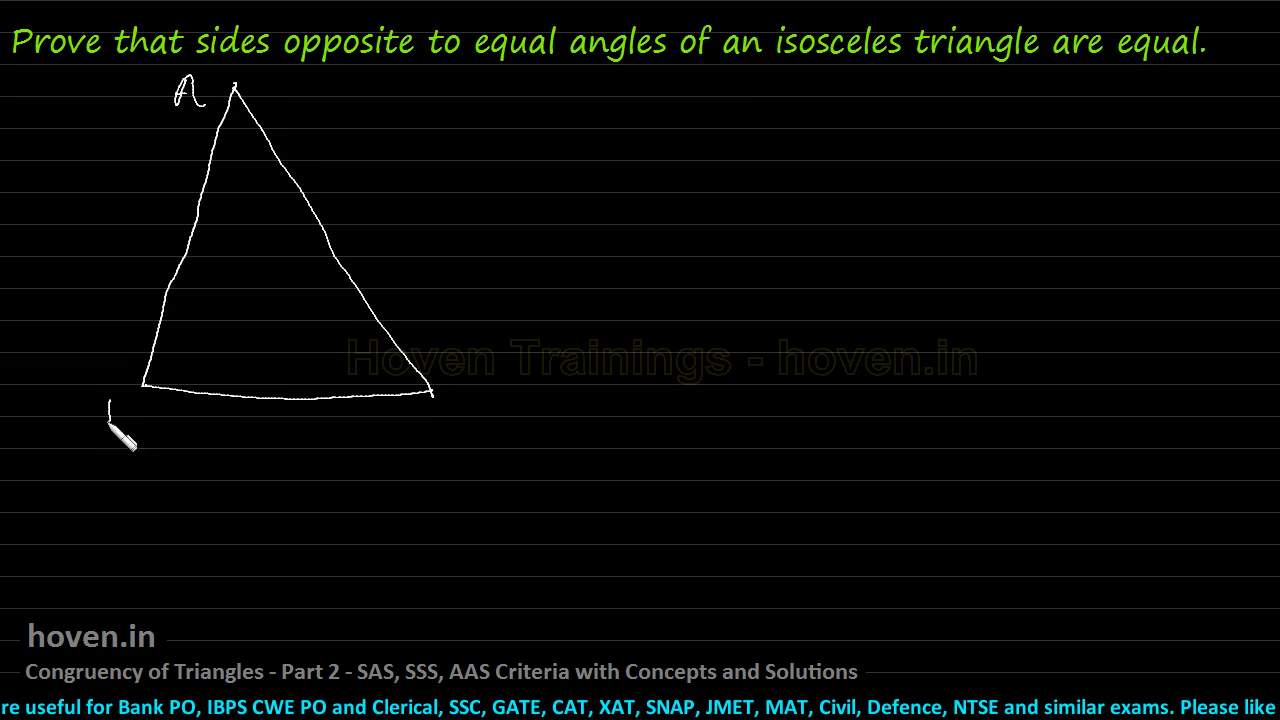 Prove that sides opposite to equal angles of an isosceles triangle are equal.
A
Hoven Trainings - hoven.in
hoven.in
Congruency of Triangles - Part 2 - SAS, SSS, AAS Criteria with Concepts and Solutions
re useful for Bank PO, IBPS CWE PO and Clerical, SSC, GATE, CAT, XAT, SNAP, JMET, MAT, Civil, Defence, NTSE and similar exams. Please like